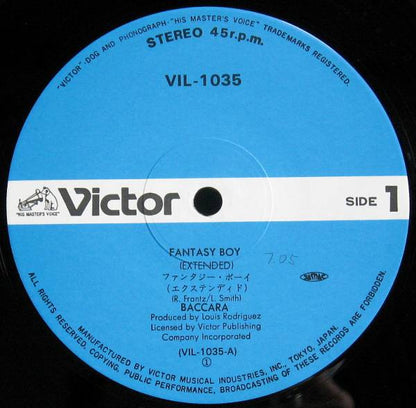 "VICTOR"-DOG AND PHONOGRAPH-"HIS MASTER'S VOICE" TRADEMARKS REGISTERED.
STEREO 45 r.p.m.
VIL-1035
"HIS MASTER'S VOICE"
Victor
SIDE 1
FANTASY BOY
(EXTENDED)
7.05
ファンタジー・ボーイ
(エクステンディド)
(R. Frantz/L. Smith)
BACCARA
Produced by Louis Rodriguez
Licensed by Victor Publishing
Company Incorporated
(VIL-1035-A)
①
MANUFACTURED BY VICTOR MUSICAL INDUSTRIES, INC., TOKYO, JAPAN.
ALL RIGHTS RESERVED. COPYING, PUBLIC PERFORMANCE, BROADCASTING OF THESE RECORDS ARE FORBIDDEN.